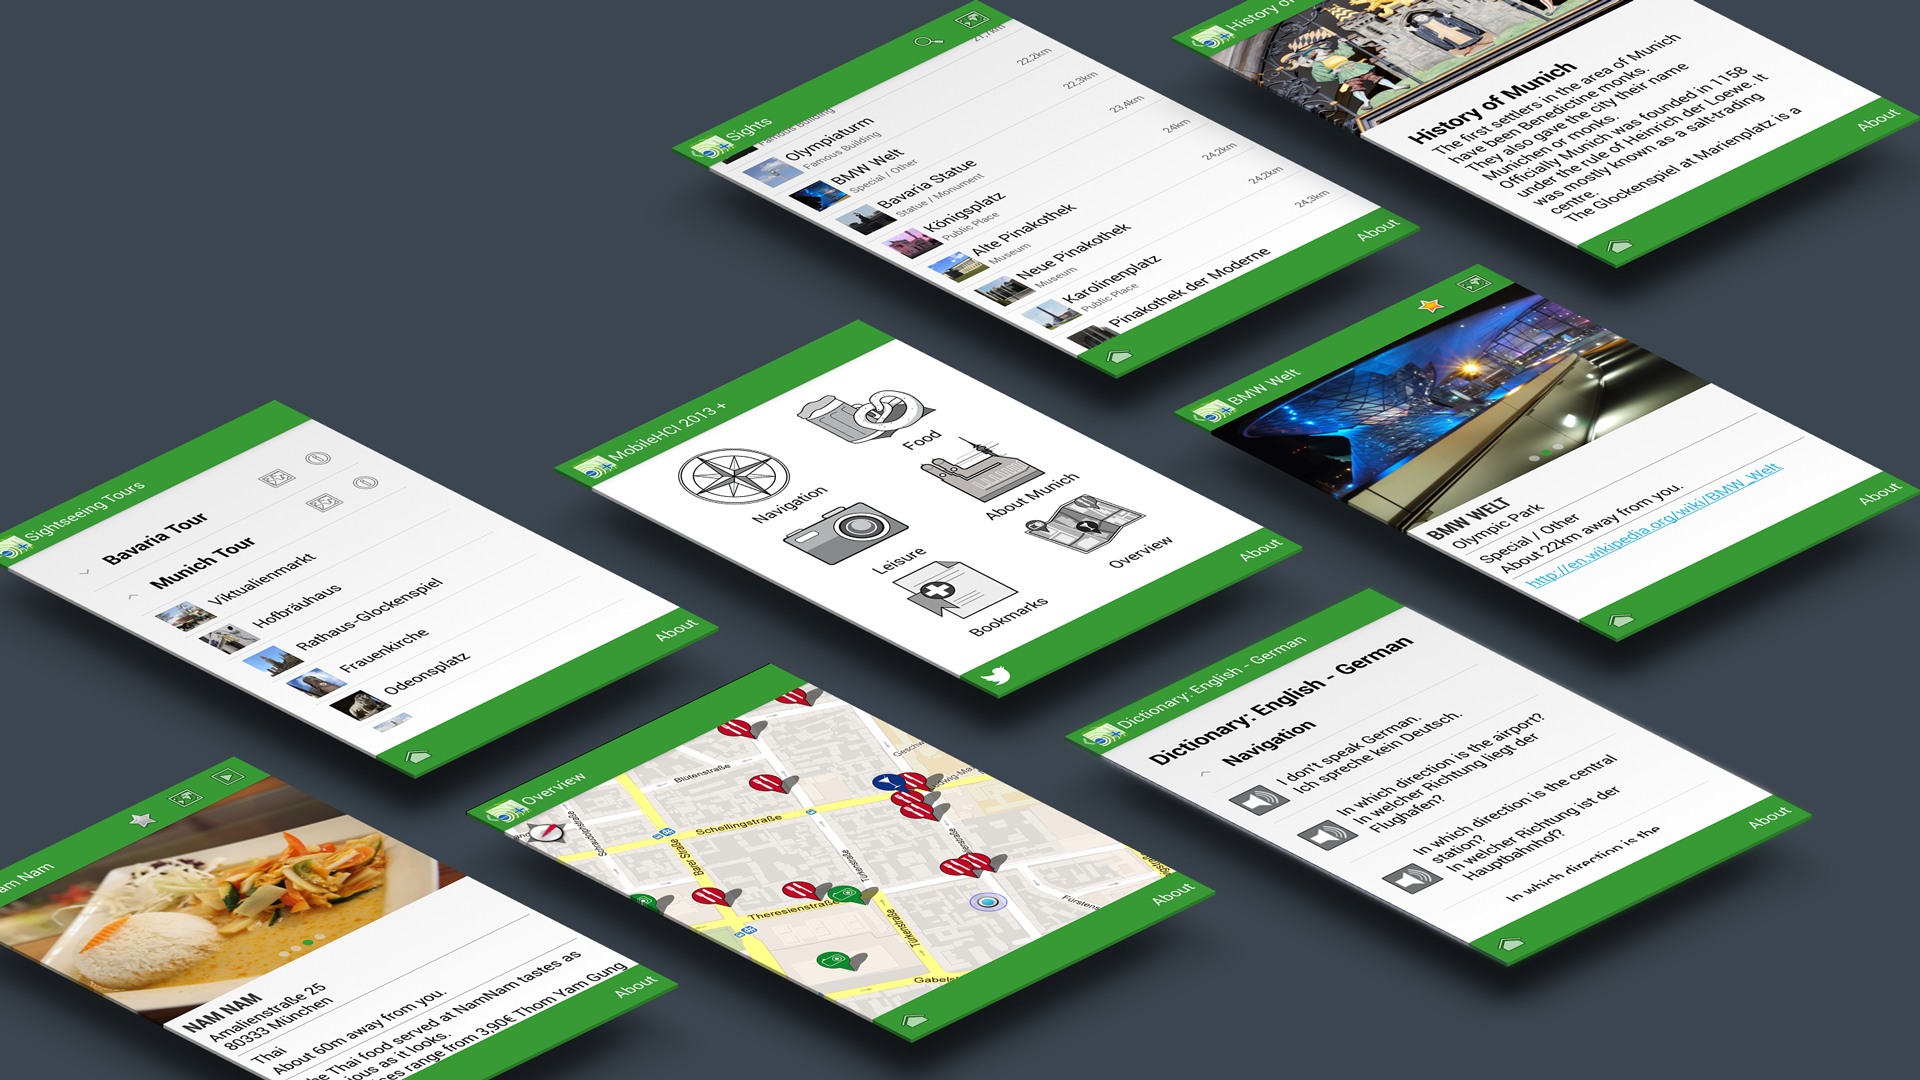 Sights
21,7km
Famous Building
22,2km
Olympiaturm
Famous Building
22,3km
BMW Welt
Special / Other
23,4km
Bavaria Statue
Statue / Monument
24km
Königsplatz
Public Place
24,2km
Alte Pinakothek
Museum
24,2km
Neue Pinakothek
Museum
24,3km
Karolinenplatz
Public Place
Pinakothek der Moderne
About
History of
History of Munich
The first settlers in the area of Munich
have been Benedictine monks.
They also gave the city their name
Munichen or monks.
Officially Munich was founded in 1158
under the rule of Heinrich der Loewe. It
was mostly known as a salt-trading
centre.
The Glockenspiel at Marienplatz is a
About
Sightseeing Tours
Bavaria Tour
Munich Tour
Viktualienmarkt
Hofbräuhaus
Rathaus-Glockenspiel
Frauenkirche
Odeonsplatz
About
MobileHCI 2013 +
Navigation
Food
Leisure
About Munich
Bookmarks
Overview
About
BMW Welt
BMW WELT
Olympic Park
Special / Other
About 22km away from you.
http://en.wikipedia.org/wiki/BMW_Welt
About
am Nam
NAM NAM
Amalienstraße 25
80333 München
Thai
About 60m away from you.
he Thai food served at NamNam tastes as
ious as it looks.
ces range from 3,90€ Thom Yam Gung
About
Overview
Blütenstraße
Schellingstraße
Schraudolphstraße
Barer Straße
Türkenstraße
Theresienstraße
Türkenstraße
Fürstens
Gabelst
About
Dictionary: English - German
Dictionary: English - German
Navigation
I don't speak German.
Ich spreche kein Deutsch.
In which direction is the airport?
In welcher Richtung liegt der
Flughafen?
In which direction is the central
station?
In welcher Richtung ist der
Hauptbahnhof?
In which direction is the
About